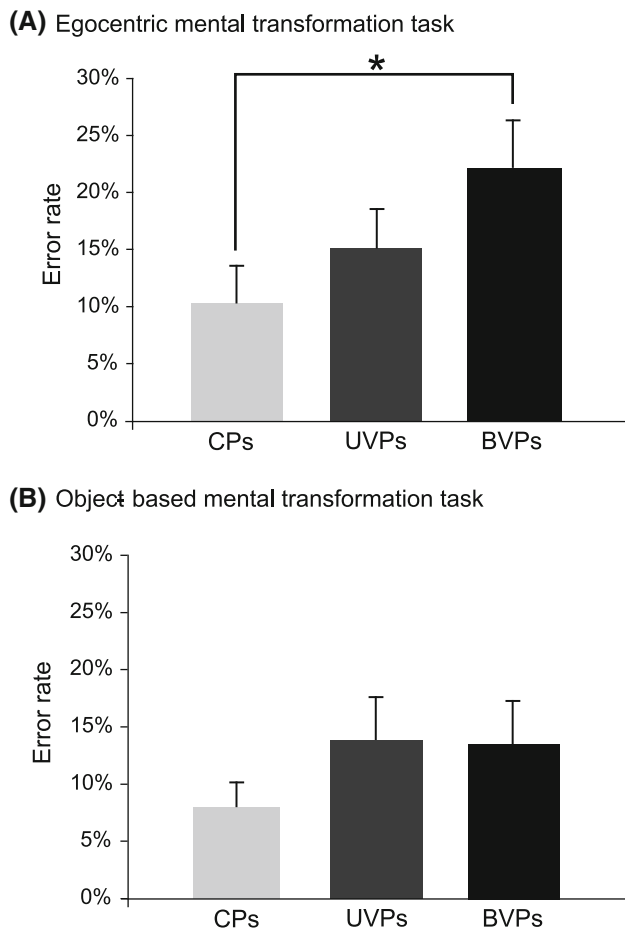 (A) Egocentric mental transformation task
*
30%
25%
20%
15%
10%
5%
0%
Error rate
CPs UVPs BVPs
(B) Object based mental transformation task
30%
25%
20%
15%
10%
5%
0%
Error rate
CPs UVPs BVPs